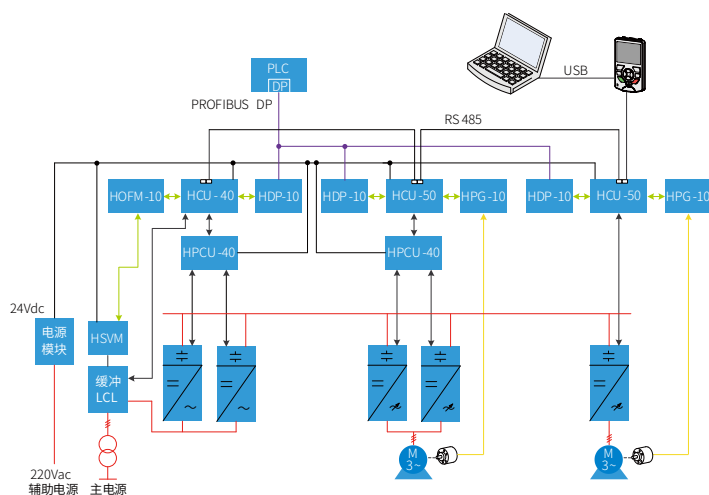 PLC
DP
USB
PROFIBUS DP
RS 485
HOFM-10
HCU-40
HDP-10
HDP-10
HCU-50
HPG-10
HDP-10
HCU-50
HPG-10
HPCU-40
HPCU-40
24Vdc
电源
模块
HSVM
缓冲
LCL
M
3~
M
3~
220Vac
辅助电源
主电源